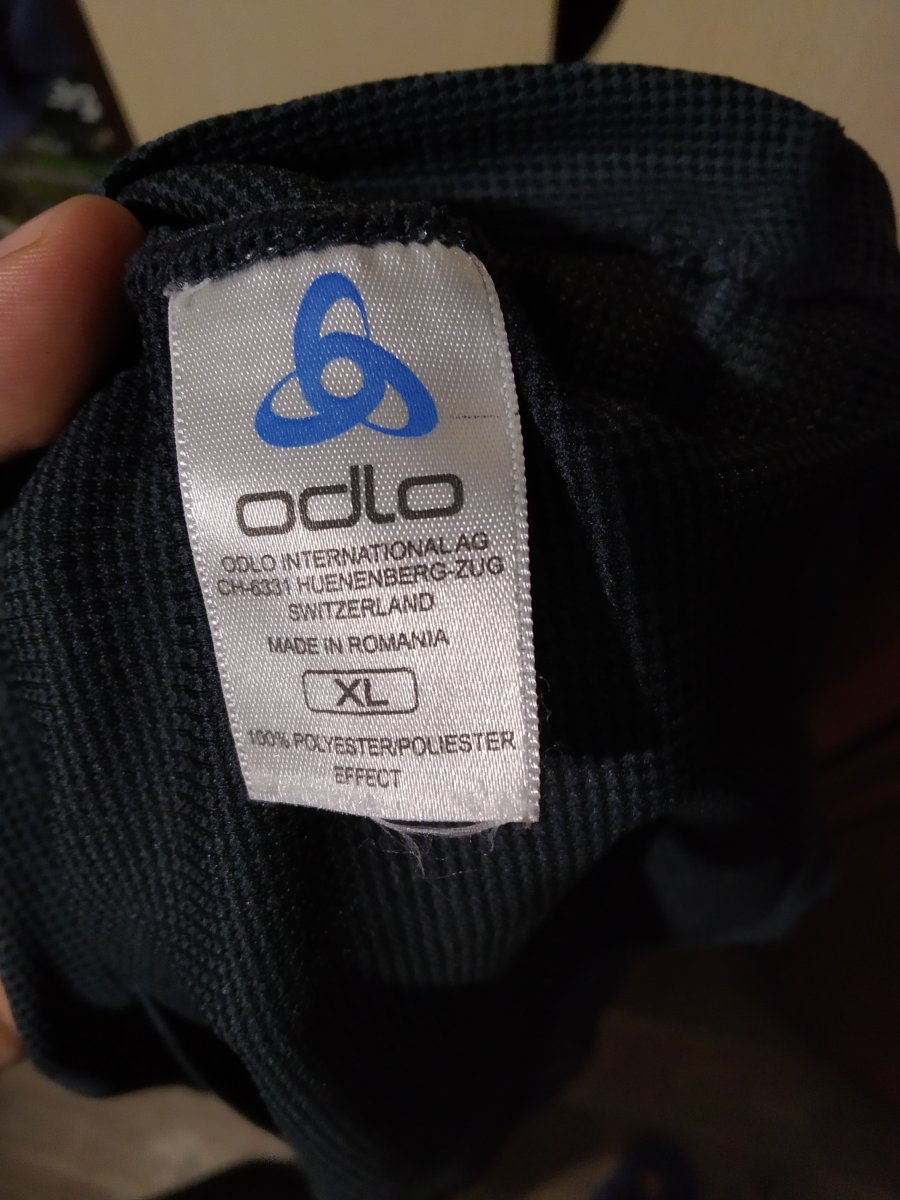 odlo
ODLO INTERNATIONAL AG
CH-6331 HUENENBERG-ZUG
SWITZERLAND
MADE IN ROMANIA
XL
100% POLYESTER/POLIESTER
EFFECT